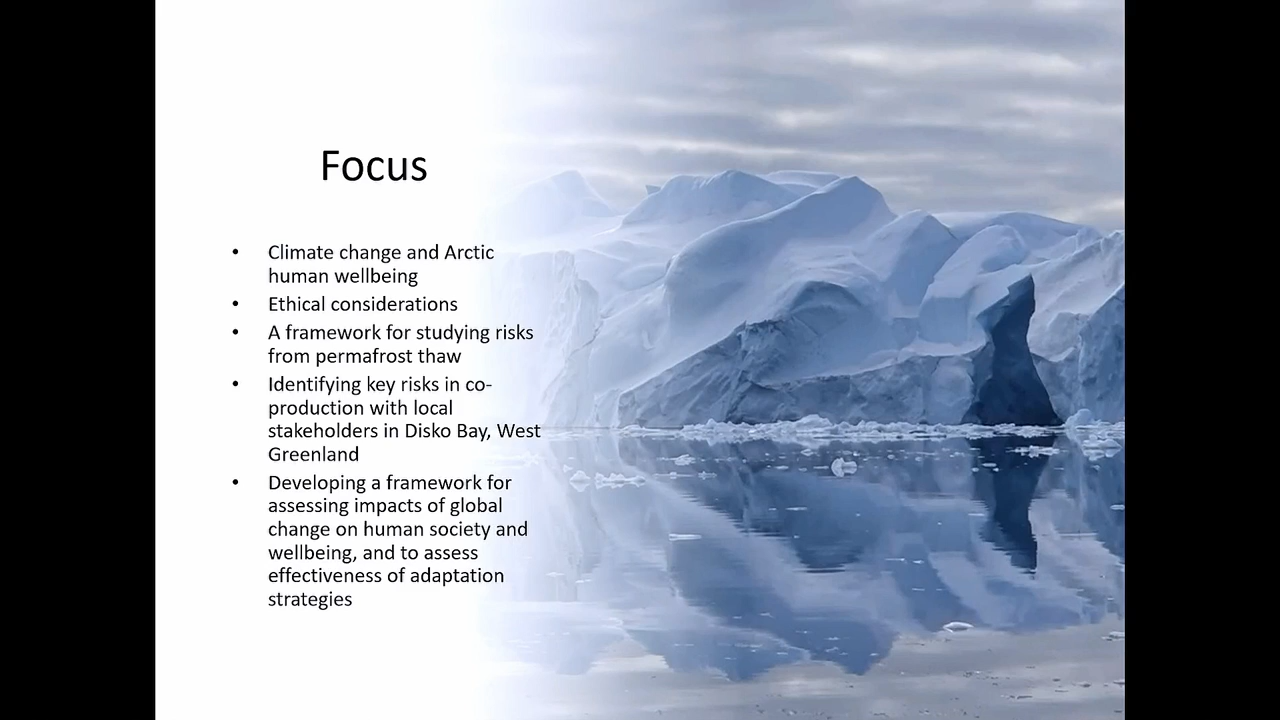 Focus
• Climate change and Arctic
human wellbeing
• Ethical considerations
• A framework for studying risks
from permafrost thaw
• Identifying key risks in co-
production with local
stakeholders in Disko Bay, West
Greenland
• Developing a framework for
assessing impacts of global
change on human society and
wellbeing, and to assess
effectiveness of adaptation
strategies